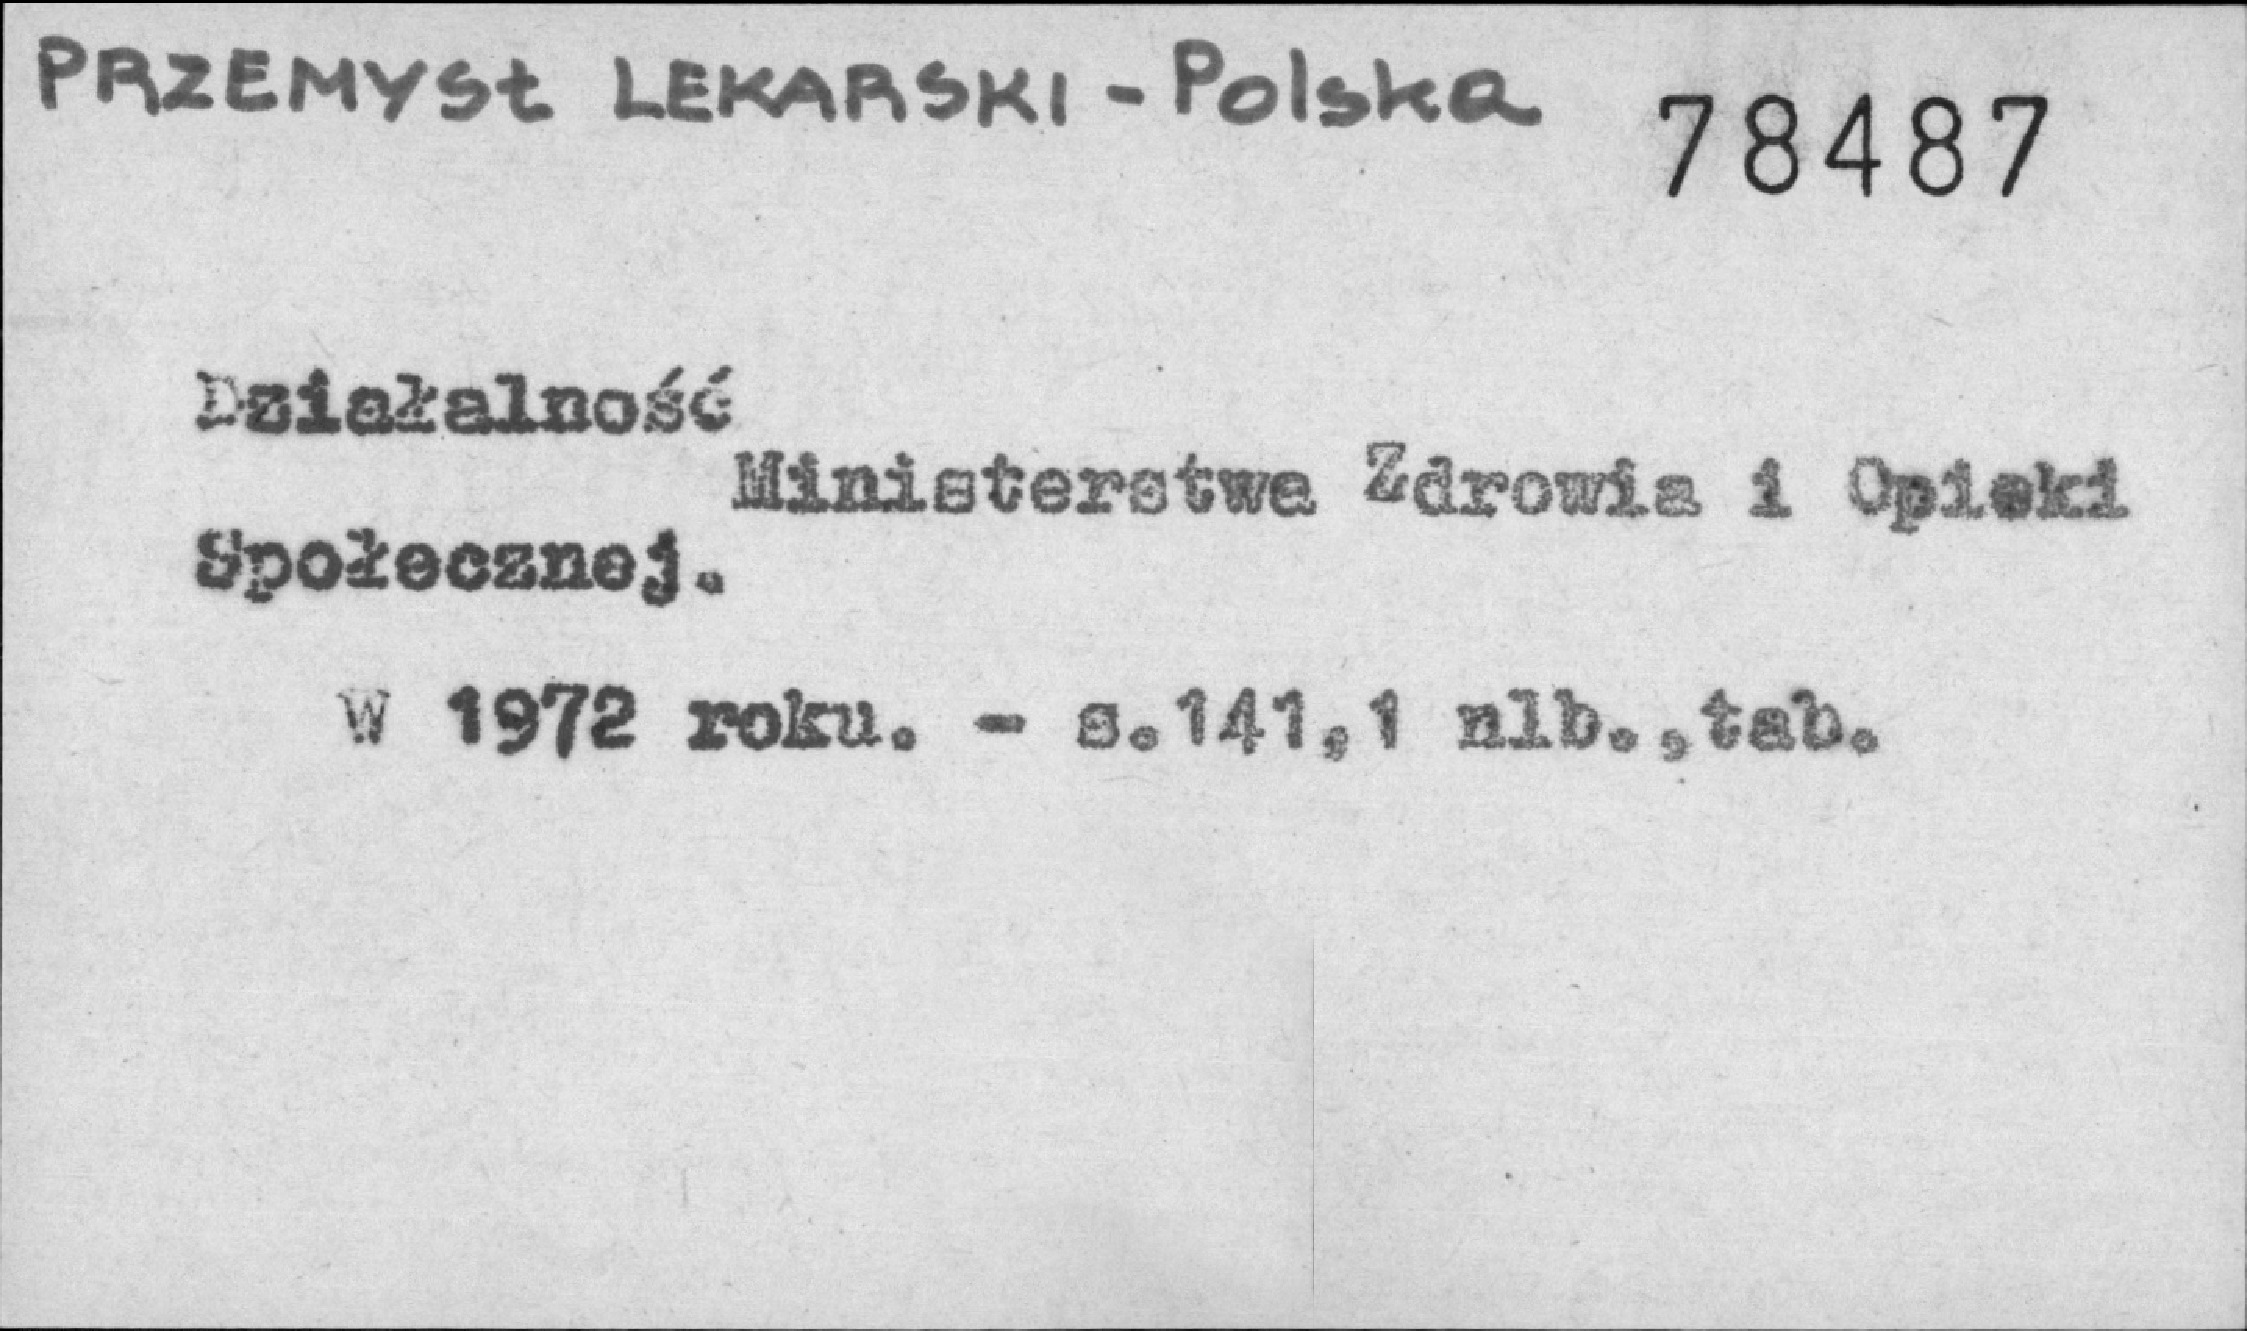 PRZEMYSŁ LEKARSKI - Polska
78487
Działalność
Ministerstwa Zdrowia i Opieki
Społecznej.
W 1972 roku. - s.141,1 nlb.,tab.